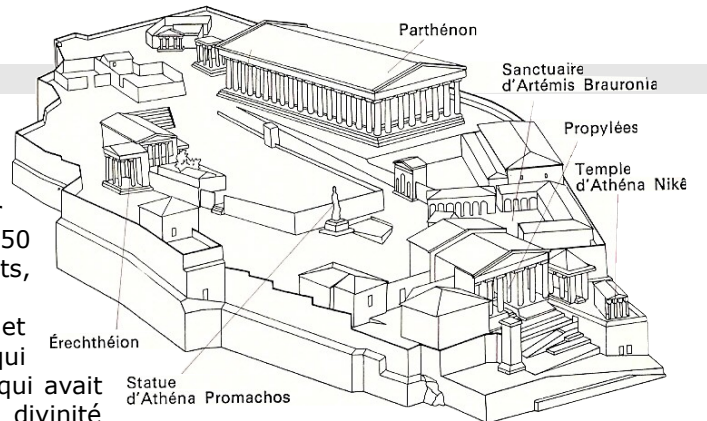 Parthénon
Sanctuaire
d'Artémis Brauronia
Propylées
Temple
d'Athéna Nikê
50
ts,
et
qui
qui avait
divinité
Érechthéion
Statue
d'Athéna Promachos